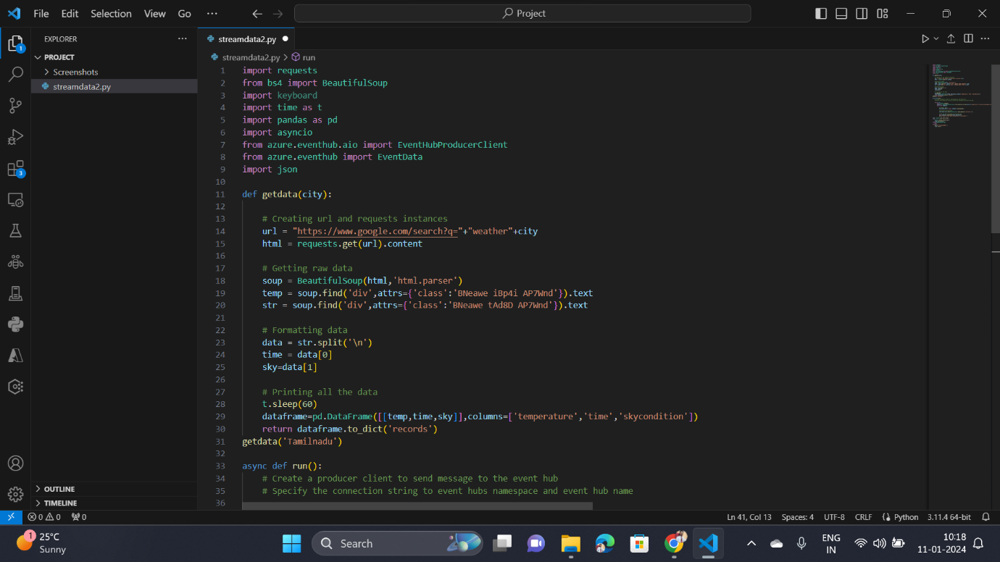 File Edit Selection View Go ··· Project
EXPLORER ···
PROJECT
Screenshots
streamdata2.py
streamdata2.py
streamdata2.py > run
1 import requests
2 from bs4 import BeautifulSoup
3 import keyboard
4 import time as t
5 import pandas as pd
6 import asyncio
7 from azure.eventhub.aio import EventHubProducerClient
8 from azure.eventhub import EventData
9 import json
10
11 def getdata(city):
12
13 # Creating url and requests instances
14 url = "https://www.google.com/search?q="+"weather"+city
15 html = requests.get(url).content
16
17 # Getting raw data
18 soup = BeautifulSoup(html,'html.parser')
19 temp = soup.find('div',attrs={'class':'BNeawe iBp4i AP7Wnd'}).text
20 str = soup.find('div',attrs={'class':'BNeawe tAd8D AP7Wnd'}).text
21
22 # Formatting data
23 data = str.split('\n')
24 time = data[0]
25 sky=data[1]
26
27 # Printing all the data
28 t.sleep(60)
29 dataframe=pd.DataFrame([[temp,time,sky]],columns=['temperature','time','skycondition'])
30 return dataframe.to_dict('records')
31 getdata('Tamilnadu')
32
33 async def run():
34 # Create a producer client to send message to the event hub
35 # Specify the connection string to event hubs namespace and event hub name
36
1
3
OUTLINE
TIMELINE
0 0 0 Ln 41, Col 13 Spaces: 4 UTF-8 CRLF Python 3.11.4 64-bit
1 25°C
Sunny
Search
ENG
IN
10:18
11-01-2024